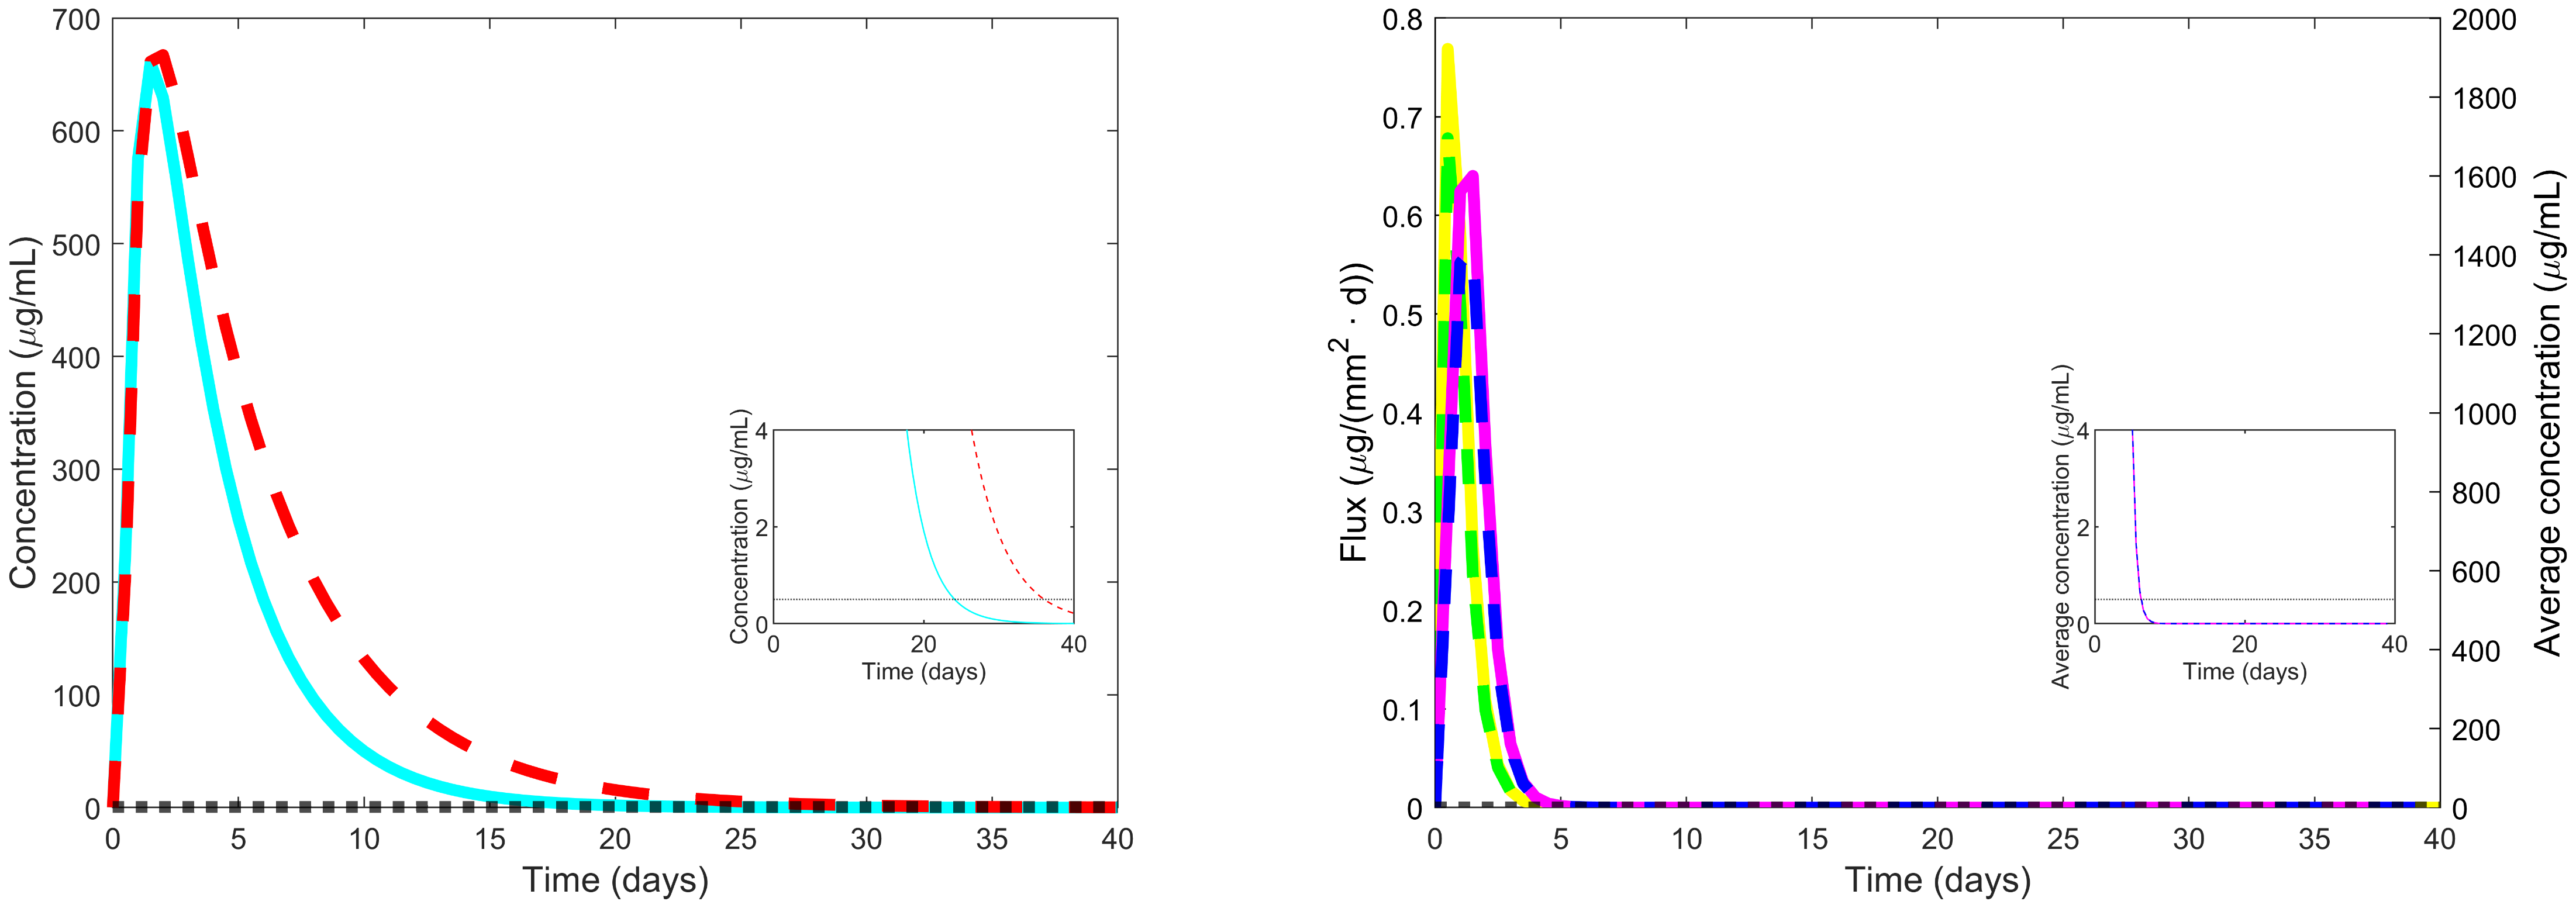 700
600
500
400
300
200
100
0
0 5 10 15 20 25 30 35 40
Time (days)
Concentration (μg/mL)
4
2
0
0 20 40
Time (days)
Concentration (μg/mL)
0.8
0.7
0.6
0.5
0.4
0.3
0.2
0.1
0
0 5 10 15 20 25 30 35 40
Time (days)
Flux (μg/(mm² · d))
4
2
0
0 20 40
Time (days)
Average concentration (μg/mL)
2000
1800
1600
1400
1200
1000
800
600
400
200
0
Average concentration (μg/mL)